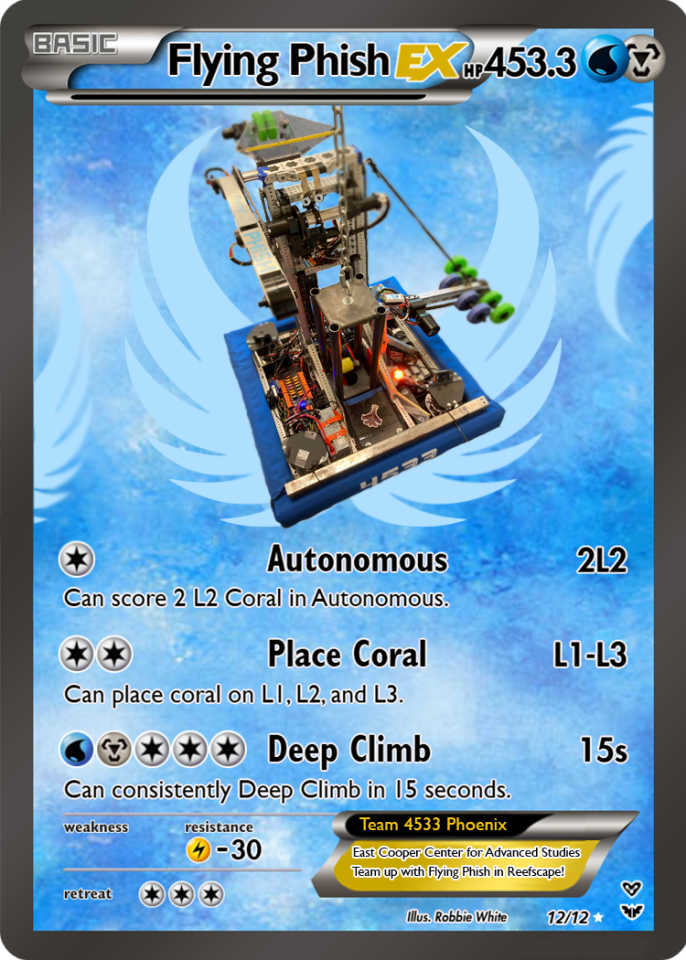 BASIC
Flying Phish EX HP 453.3
4533
Autonomous 2L2
Can score 2 L2 Coral in Autonomous.
Place Coral L1-L3
Can place coral on L1, L2, and L3.
Deep Climb 15s
Can consistently Deep Climb in 15 seconds.
weakness resistance
-30
Team 4533 Phoenix
East Cooper Center for Advanced Studies
Team up with Flying Phish in Reefscape!
retreat
Illus. Robbie White 12/12